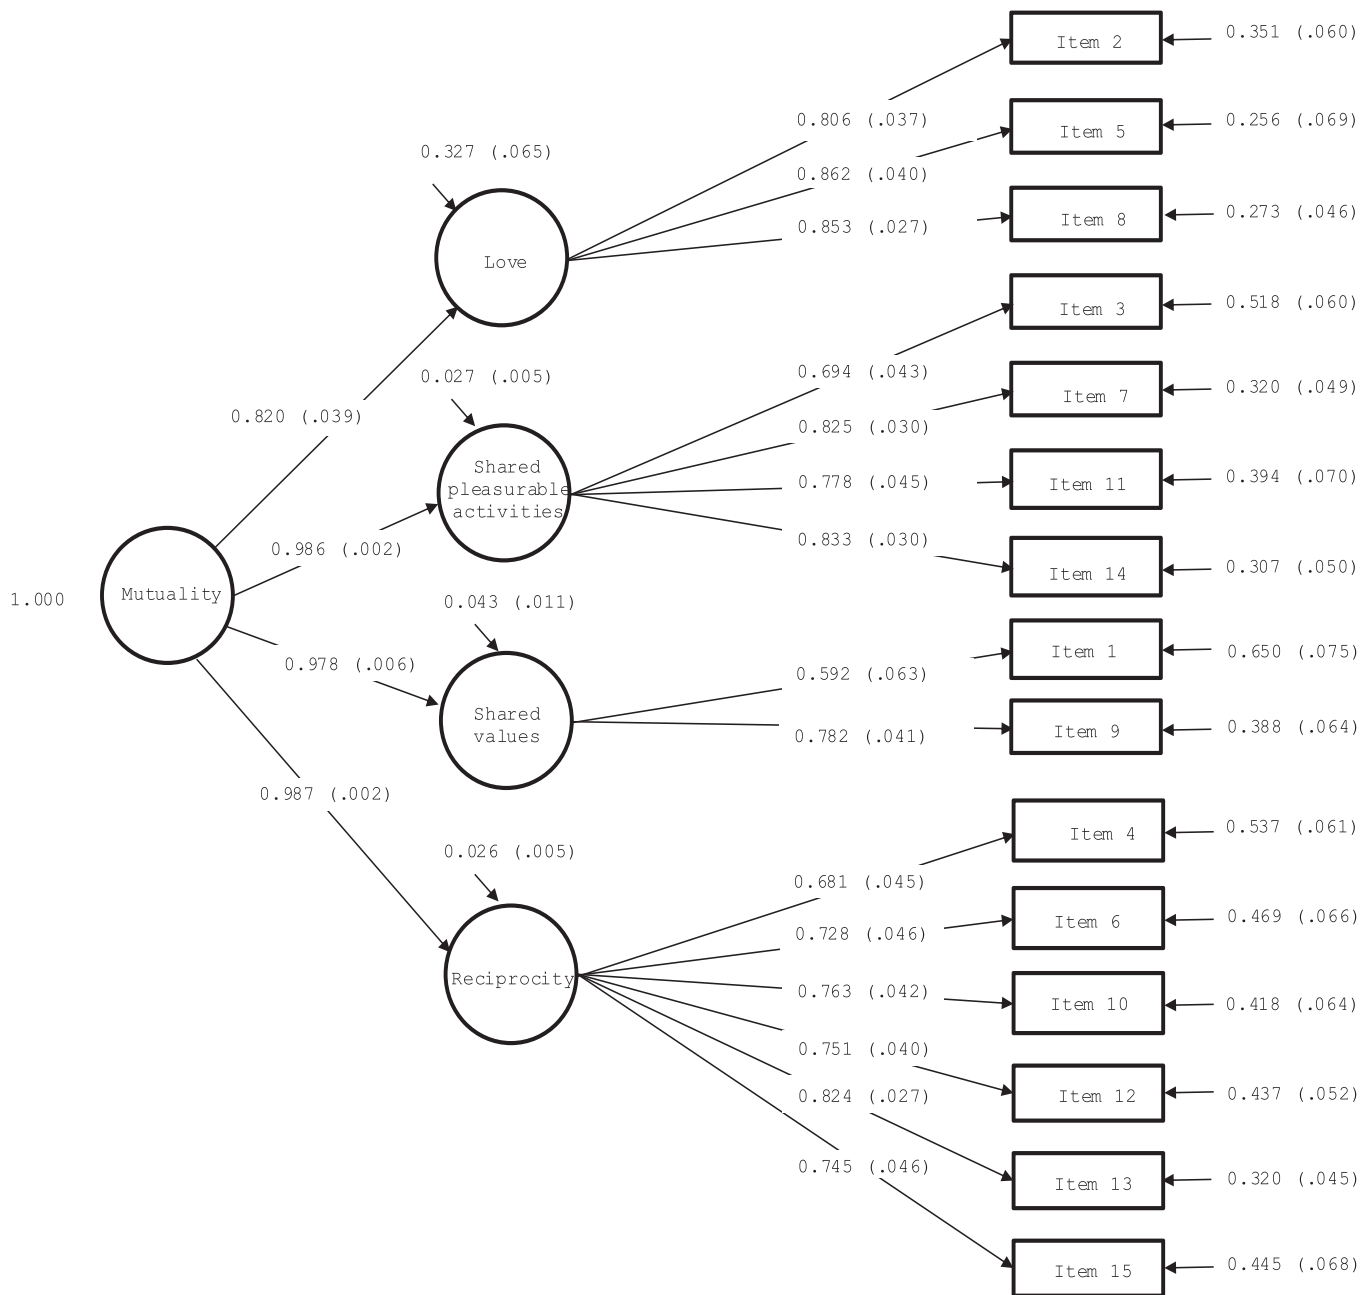 Item 2
0.351 (.060)
0.806 (.037)
Item 5
0.256 (.069)
0.327 (.065)
0.862 (.040)
Item 8
0.273 (.046)
0.853 (.027)
Love
Item 3
0.518 (.060)
0.027 (.005)
0.694 (.043)
Item 7
0.320 (.049)
0.820 (.039)
0.825 (.030)
Shared
pleasurable
activities
0.778 (.045)
Item 11
0.394 (.070)
0.986 (.002)
0.833 (.030)
Item 14
0.307 (.050)
1.000
Mutuality
0.043 (.011)
0.978 (.006)
0.592 (.063)
Item 1
0.650 (.075)
Shared
values
0.782 (.041)
Item 9
0.388 (.064)
0.987 (.002)
Item 4
0.537 (.061)
0.026 (.005)
0.681 (.045)
0.728 (.046)
Item 6
0.469 (.066)
Reciprocity
0.763 (.042)
Item 10
0.418 (.064)
0.751 (.040)
Item 12
0.437 (.052)
0.824 (.027)
Item 13
0.320 (.045)
0.745 (.046)
Item 15
0.445 (.068)